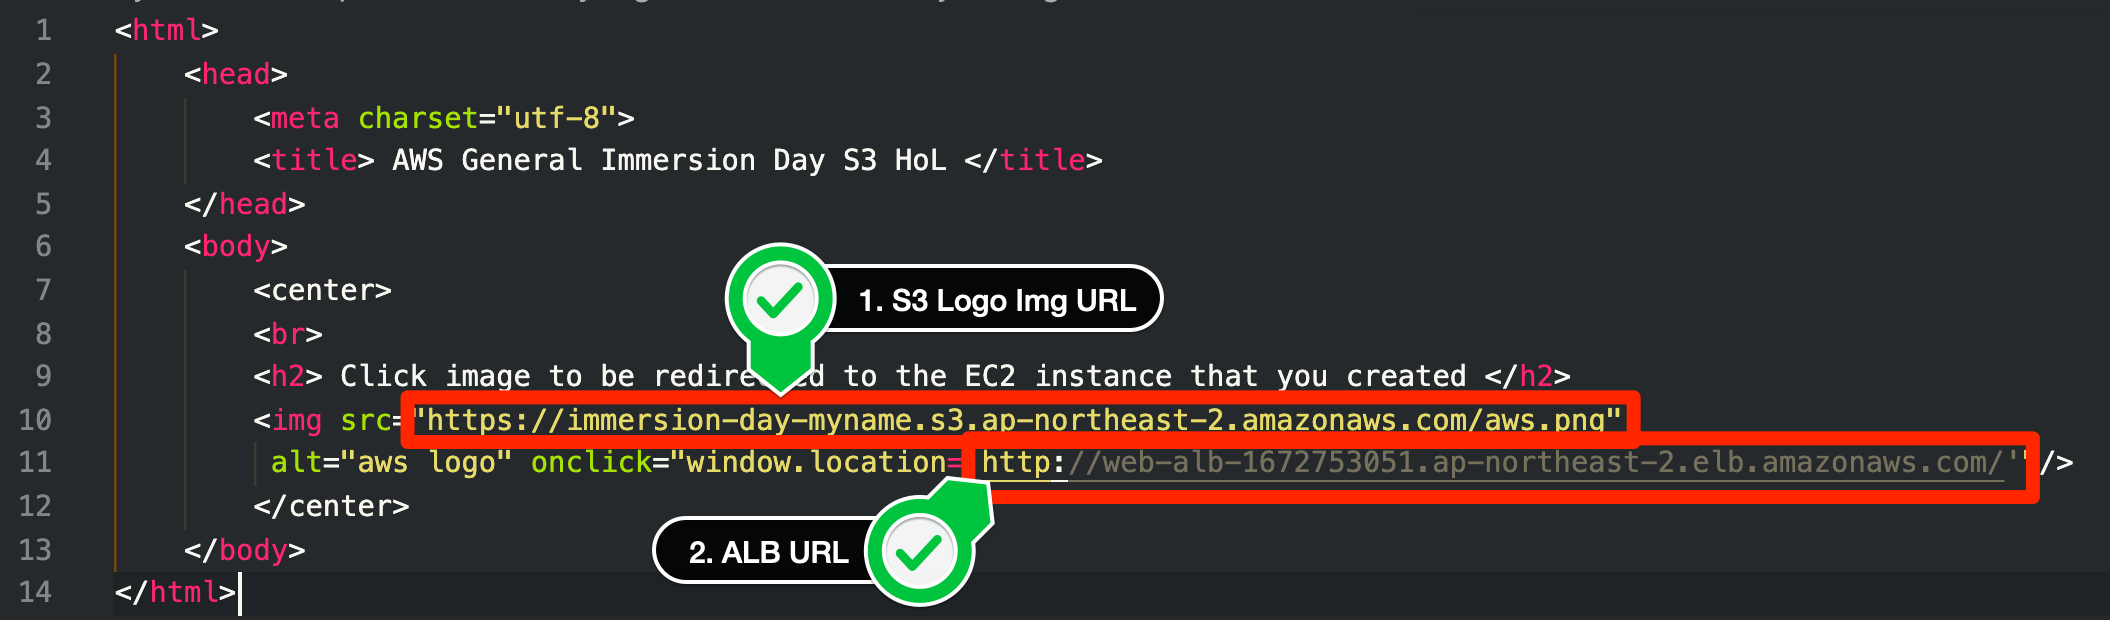 1 <html>
2 <head>
3 <meta charset="utf-8">
4 <title> AWS General Immersion Day S3 HoL </title>
5 </head>
6 <body>
7 <center>
1. S3 Logo Img URL
8 <br>
9 <h2> Click image to be redirected to the EC2 instance that you created </h2>
10 <img src="https://immersion-day-myname.s3.ap-northeast-2.amazonaws.com/aws.png"
11 alt="aws logo" onclick="window.location=http://web-alb-1672753051.ap-northeast-2.elb.amazonaws.com/'"/>
12 </center>
2. ALB URL
13 </body>
14 </html>